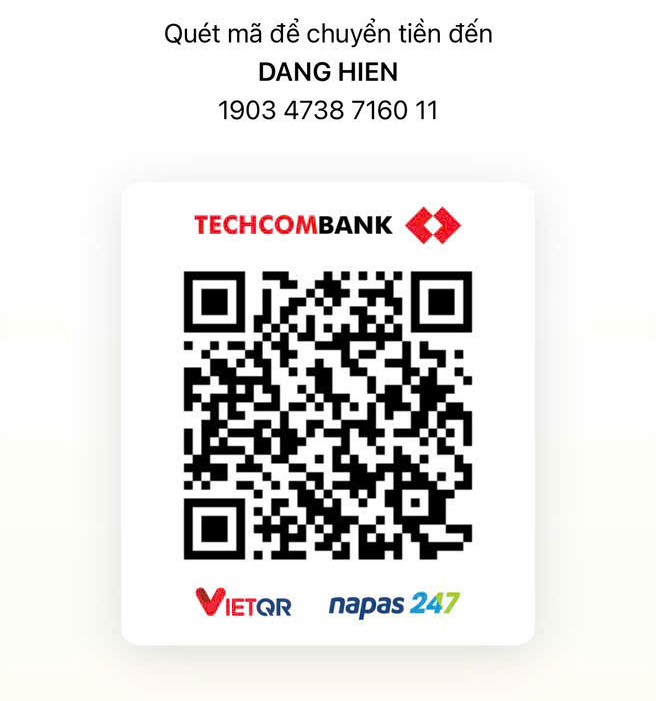 Quét mã để chuyển tiền đến
DANG HIEN
1903 4738 7160 11
TECHCOMBANK
VIETQR
napas 247